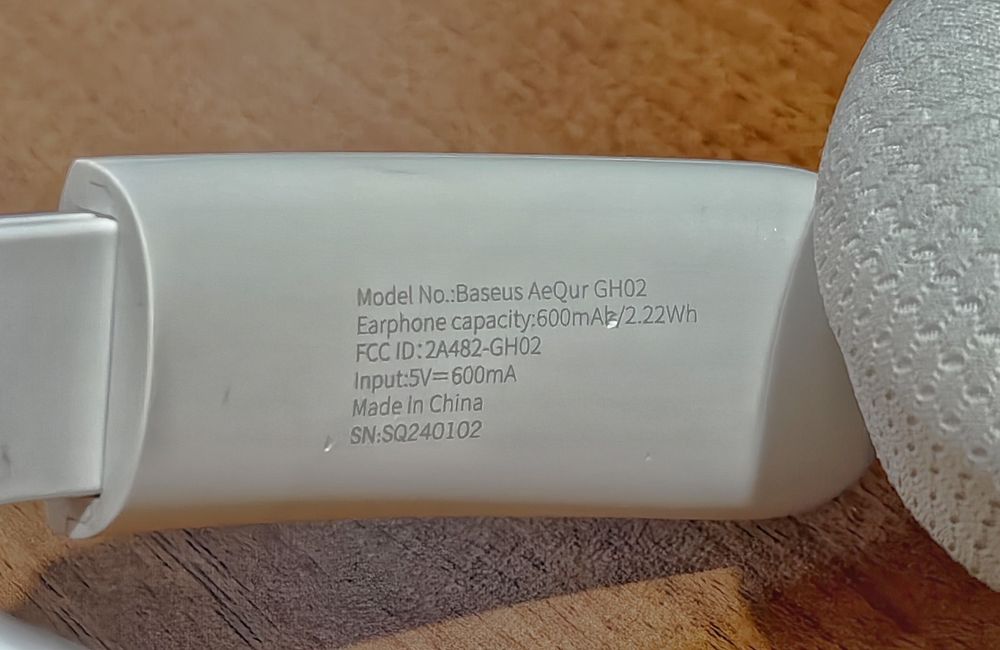 Model No.:Baseus AeQur GH02
Earphone capacity:600mAh/2.22Wh
FCC ID:2A482-GH02
Input:5V⎓600mA
Made in China
SN:SQ240102